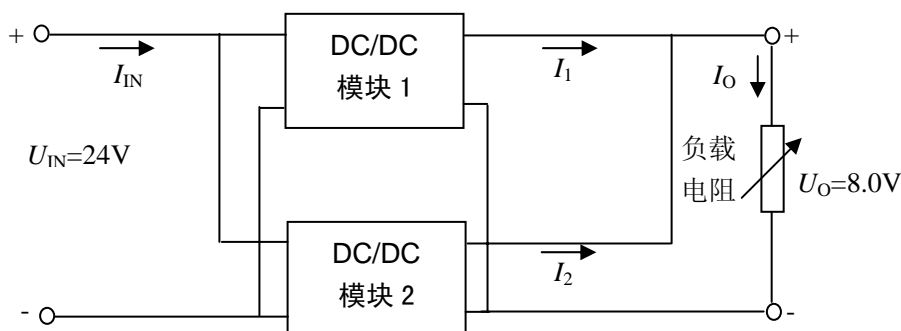 +
I_IN
DC/DC
模块 1
I_1
+
I_O
U_IN=24V
负载
电阻
U_O=8.0V
DC/DC
模块 2
I_2
-
-